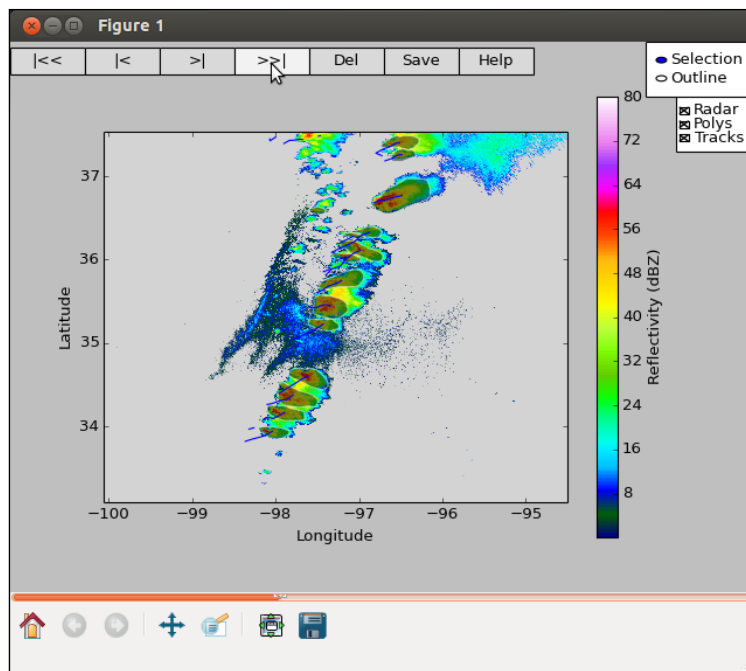 Figure 1
|<< |< >| >>| Del Save Help
Selection
Outline
Radar
Polys
Tracks
80
72
64
56
48
40
32
24
16
8
Reflectivity (dBZ)
37
36
35
34
Latitude
−100 −99 −98 −97 −96 −95
Longitude